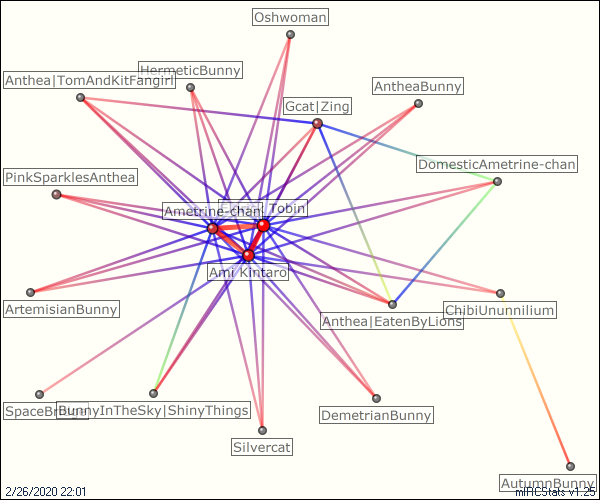 Oshwoman
HermeticBunny
Anthea|TomAndKitFangirl
AntheaBunny
Gcat|Zing
DomesticAmetrine-chan
PinkSparklesAnthea
Ametrine-chan
Tobin
Ami Kintaro
ArtemisianBunny
ChibiUnunnilium
Anthea|EatenByLions
SpaceBridge
BunnyInTheSky|ShinyThings
DemetrianBunny
Silvercat
AutumnBunny
2/26/2020 22:01
mIRCStats v1.25